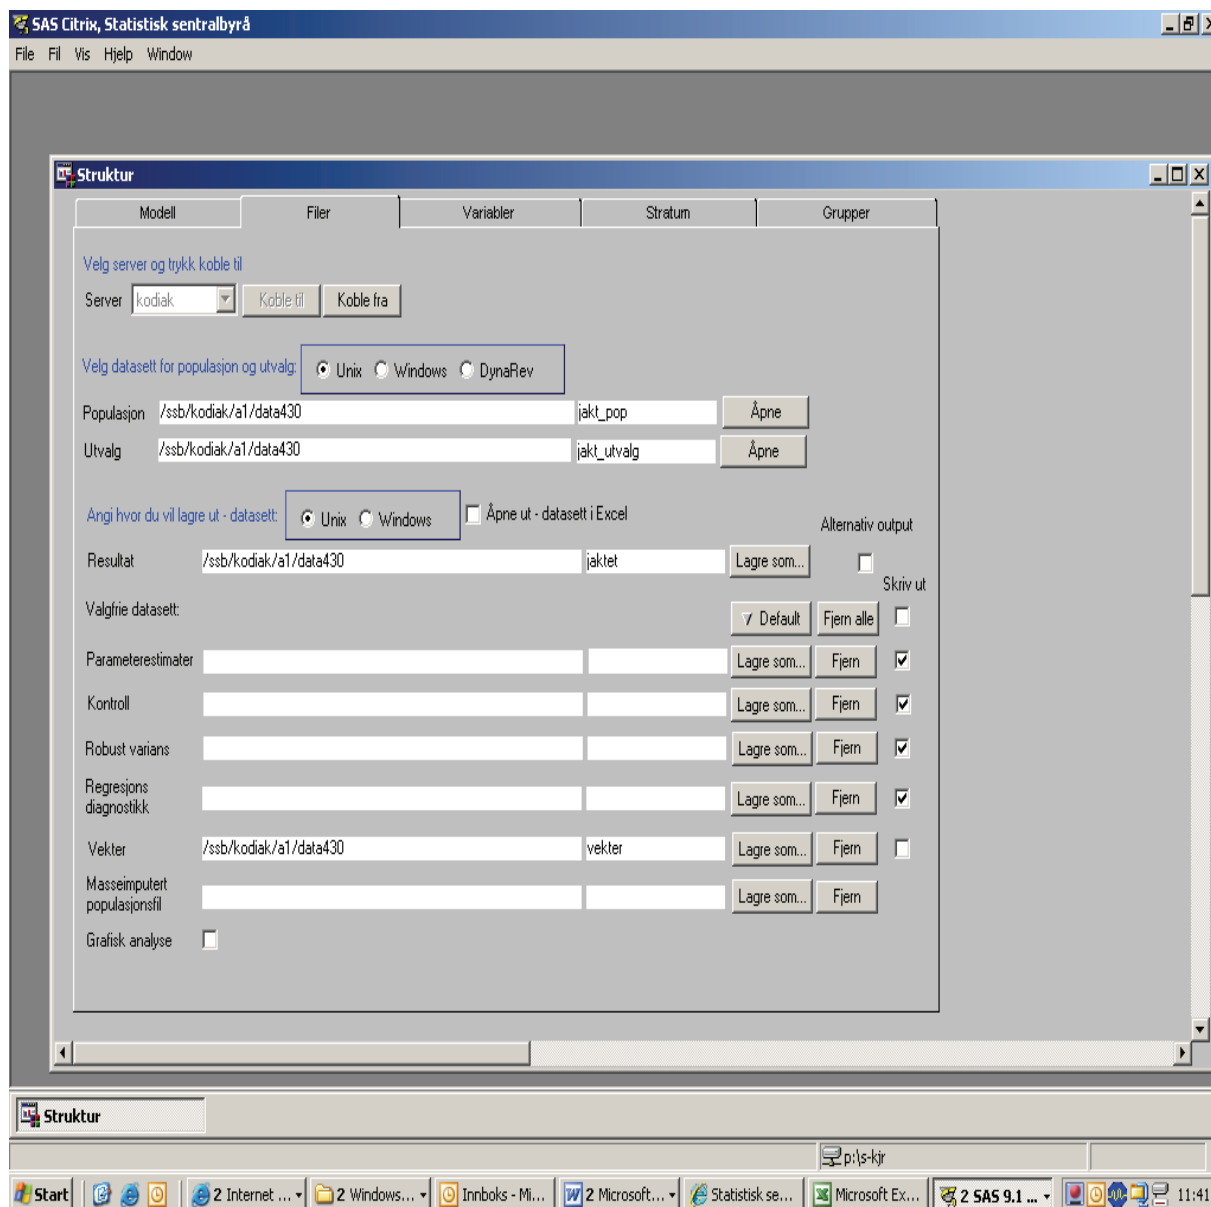 SAS Citrix, Statistisk sentralbyrå
File Fil Vis Hjelp Window
Struktur
Modell Filer Variabler Stratum Grupper
Velg server og trykk koble til
Server kodiak Koble til Koble fra
Velg datasett for populasjon og utvalg: Unix Windows DynaRev
Populasjon /ssb/kodiak/a1/data430 jakt_pop Åpne
Utvalg /ssb/kodiak/a1/data430 jakt_utvalg Åpne
Angi hvor du vil lagre ut - datasett: Unix Windows Åpne ut - datasett i Excel
Alternativ output
Resultat /ssb/kodiak/a1/data430 jaktet Lagre som...
Skriv ut
Valgfrie datasett: Default Fjern alle
Parameterestimater Lagre som... Fjern
Kontroll Lagre som... Fjern
Robust varians Lagre som... Fjern
Regresjons
diagnostikk Lagre som... Fjern
Vekter /ssb/kodiak/a1/data430 vekter Lagre som... Fjern
Masseimputert
populasjonsfil Lagre som... Fjern
Grafisk analyse
Struktur
p:\s-kjr
Start 2 Internet ... 2 Windows... Innboks - Mi... 2 Microsoft... Statistisk se... Microsoft Ex... 2 SAS 9.1 ... 11:41